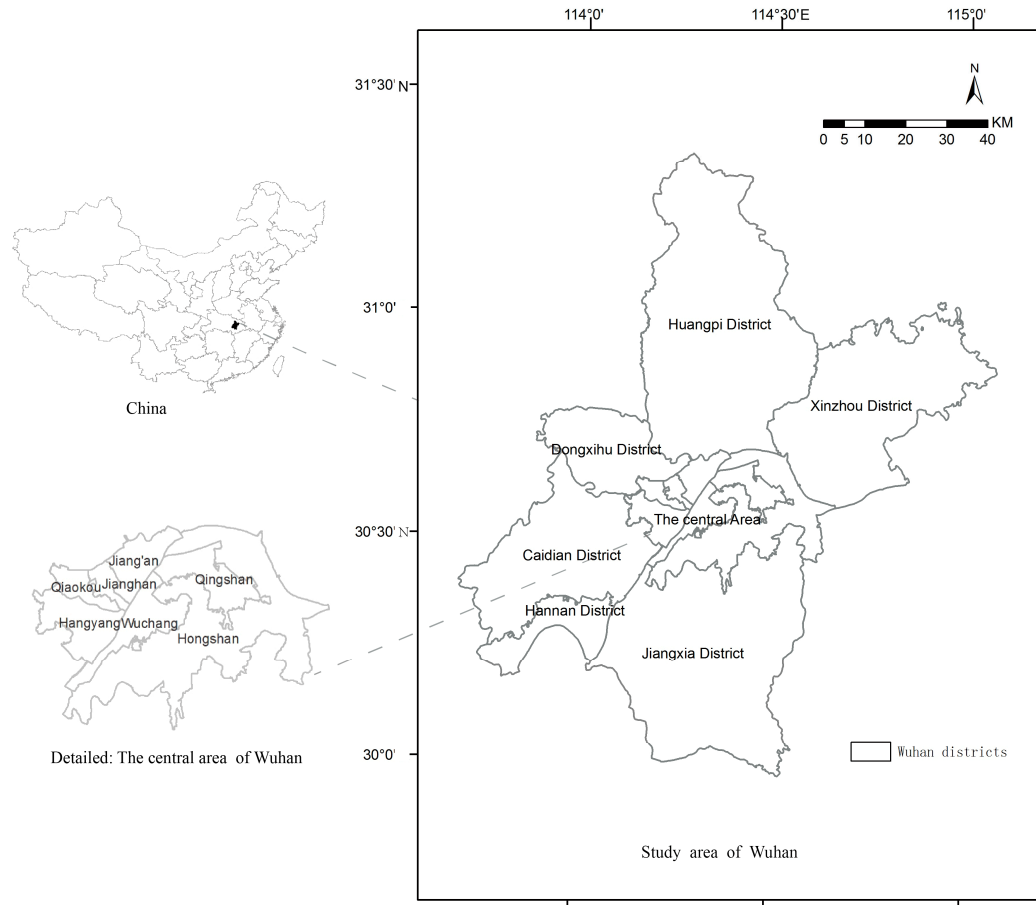 114°0'
114°30'E
115°0'
31°30' N
N
KM
0 5 10 20 30 40
31°0'
Huangpi District
Xinzhou District
China
Dongxihu District
The central Area
30°30'N
Caidian District
Hannan District
Jiangxia District
Jiang'an
Qiaokou
Jianghan
Qingshan
Hangyang
Wuchang
Hongshan
Detailed: The central area of Wuhan
30°0'
Wuhan districts
Study area of Wuhan